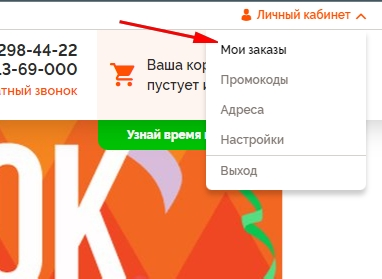 Личный кабинет
298-44-22
Мои заказы
3-69-000
Ваша кор
Промокоды
пустует и
тный звонок
Адреса
Узнай время
Настройки
Выход
ОК